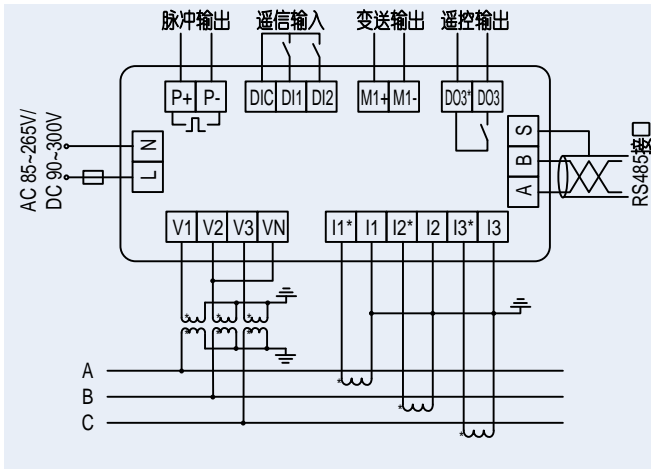 脉冲输出 遥信输入 变送输出 遥控输出
P+ P- DIC DI1 DI2 M1+ M1- DO3* DO3
AC 85~265V/
DC 90~300V
N
L
S
B
A
RS485接口
V1 V2 V3 VN I1* I1 I2* I2 I3* I3
* * *
* * *
A
*
B
*
C
*